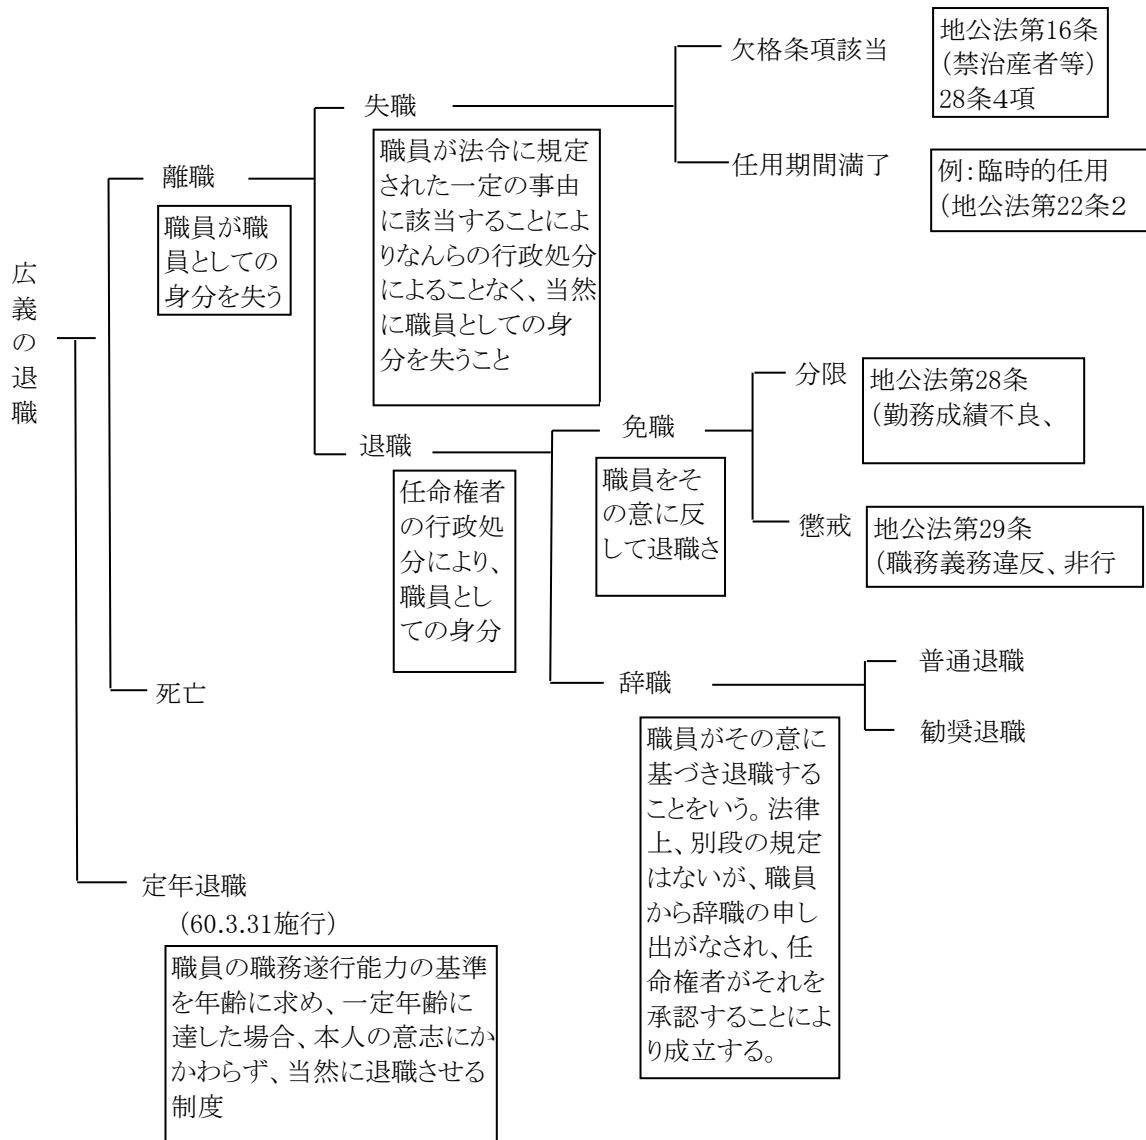 広義の退職
離職
職員が職
員としての
身分を失う
失職
職員が法令に規定
された一定の事由
に該当することによ
りなんらの行政処分
によることなく、当然
に職員としての身
分を失うこと
欠格条項該当
地公法第16条
(禁治産者等)
28条4項
任用期間満了
例:臨時的任用
(地公法第22条2
退職
任命権者
の行政処
分により、
職員とし
ての身分
免職
職員をそ
の意に反
して退職さ
分限
地公法第28条
(勤務成績不良、
懲戒
地公法第29条
(職務義務違反、非行
辞職
職員がその意に
基づき退職する
ことをいう。法律
上、別段の規定
はないが、職員
から辞職の申し
出がなされ、任
命権者がそれを
承認することによ
り成立する。
普通退職
勧奨退職
死亡
定年退職
(60.3.31施行)
職員の職務遂行能力の基準
を年齢に求め、一定年齢に
達した場合、本人の意志にか
かわらず、当然に退職させる
制度